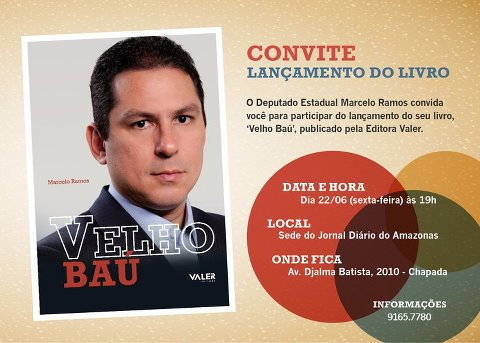 CONVITE
LANÇAMENTO DO LIVRO
O Deputado Estadual Marcelo Ramos convida
você para participar do lançamento do seu livro,
‘Velho Baú’, publicado pela Editora Valer.
Marcelo Ramos
VELHO
BAÚ
VALER
DATA E HORA
Dia 22/06 (sexta-feira) às 19h
LOCAL
Sede do Jornal Diário do Amazonas
ONDE FICA
Av. Djalma Batista, 2010 - Chapada
INFORMAÇÕES
9165.7780